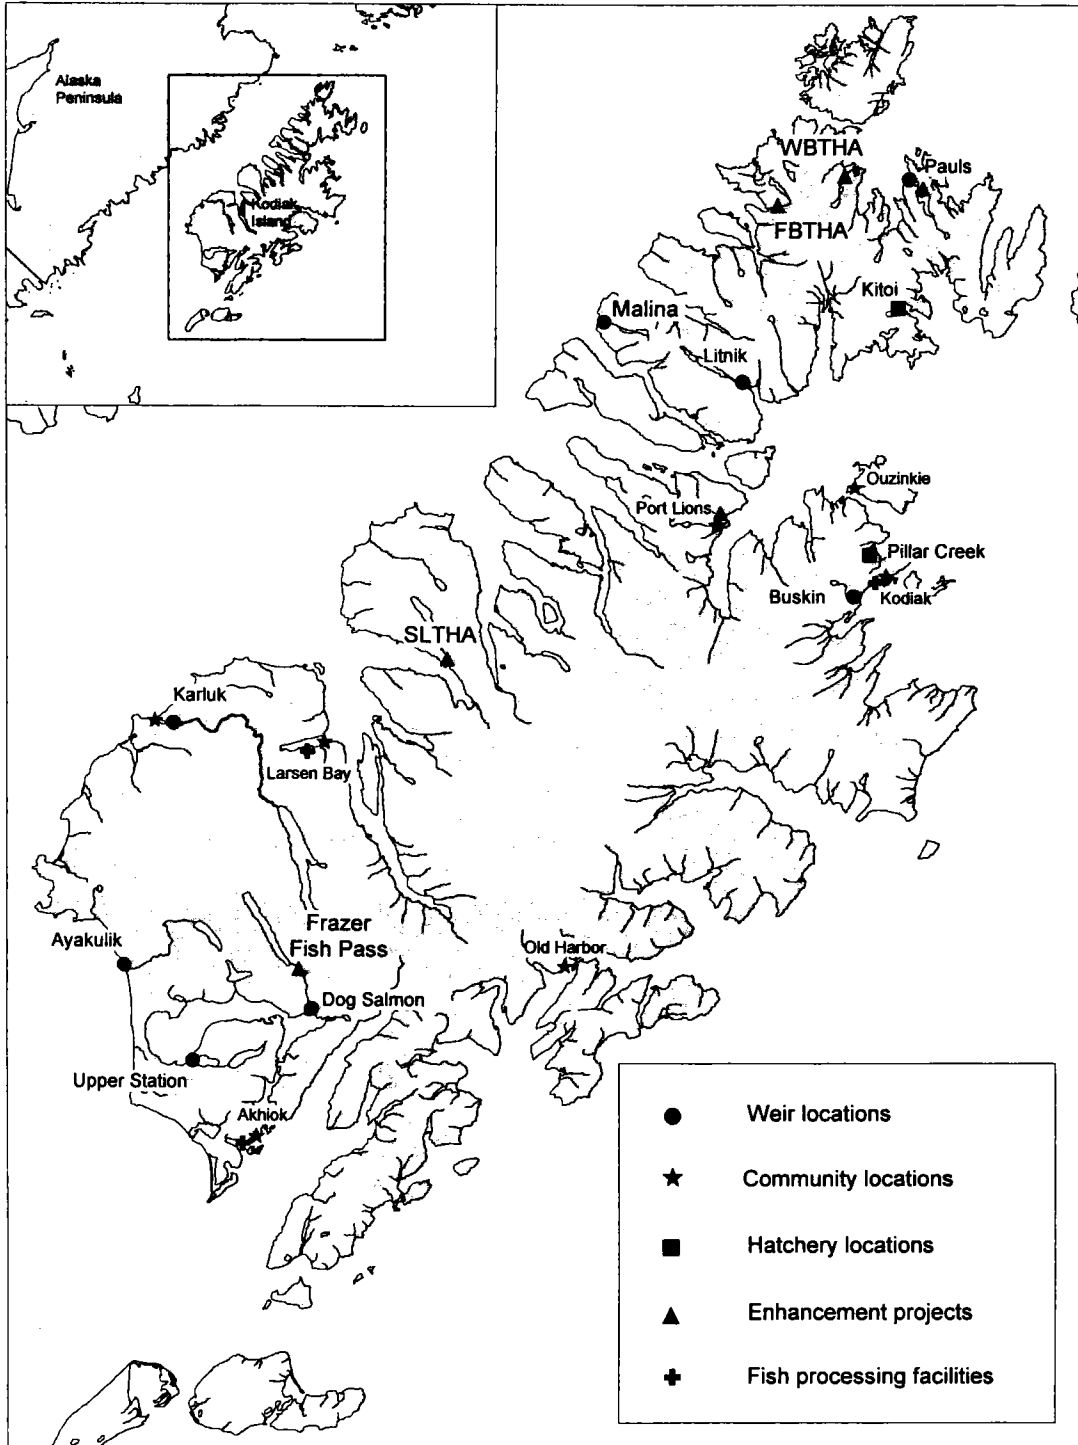 Alaska
Peninsula
Kodiak
Island
WBTHA
Pauls
FBTHA
Kitoi
Malina
Litnik
Ouzinkie
Port Lions
Pillar Creek
Buskin
Kodiak
SLTHA
Karluk
Larsen Bay
Frazer
Fish Pass
Ayakulik
Old Harbor
Dog Salmon
Upper Station
Akhiok
Weir locations
Community locations
Hatchery locations
Enhancement projects
Fish processing facilities